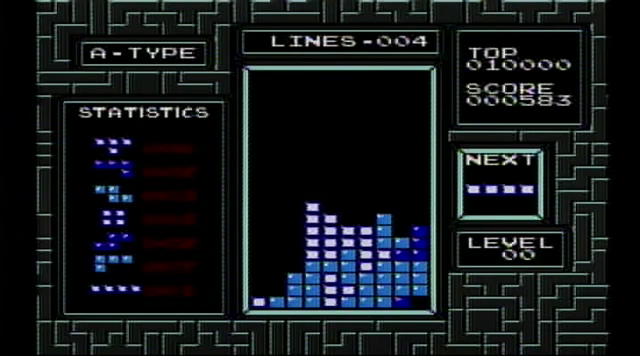 A-TYPE
LINES-004
TOP
010000
SCORE
000583
STATISTICS
NEXT
LEVEL
00